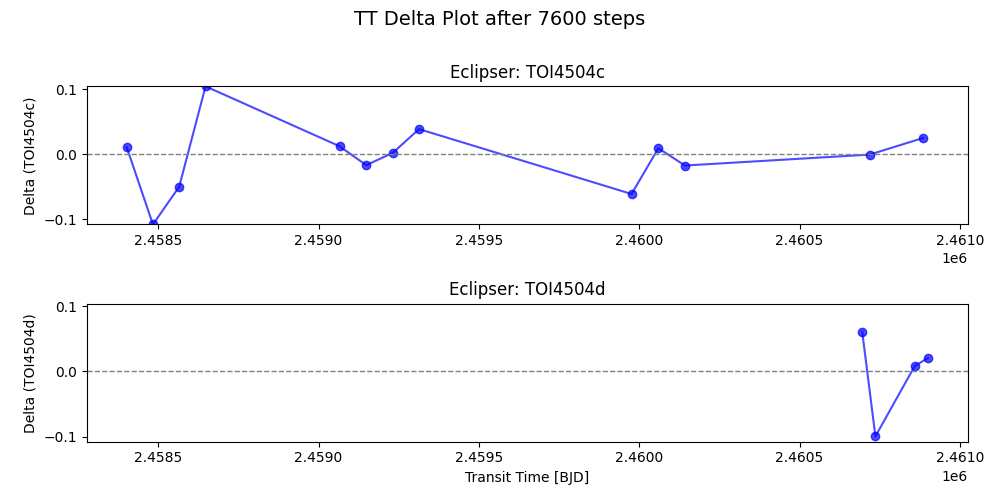 TT Delta Plot after 7600 steps
Eclipser: TOI4504c
Delta (TOI4504c)
0.1
0.0
−0.1
2.4585 2.4590 2.4595 2.4600 2.4605 2.4610
1e6
Eclipser: TOI4504d
Delta (TOI4504d)
0.1
0.0
−0.1
2.4585 2.4590 2.4595 2.4600 2.4605 2.4610
1e6
Transit Time [BJD]